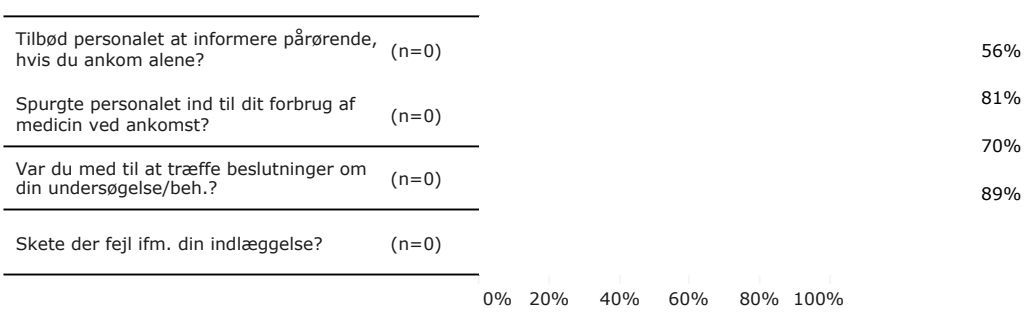 Tilbød personalet at informere pårørende,
hvis du ankom alene?
(n=0)
56%
Spurgte personalet ind til dit forbrug af
medicin ved ankomst?
(n=0)
81%
Var du med til at træffe beslutninger om
din undersøgelse/beh.?
(n=0)
70%
Skete der fejl ifm. din indlæggelse?
(n=0)
89%
0% 20% 40% 60% 80% 100%